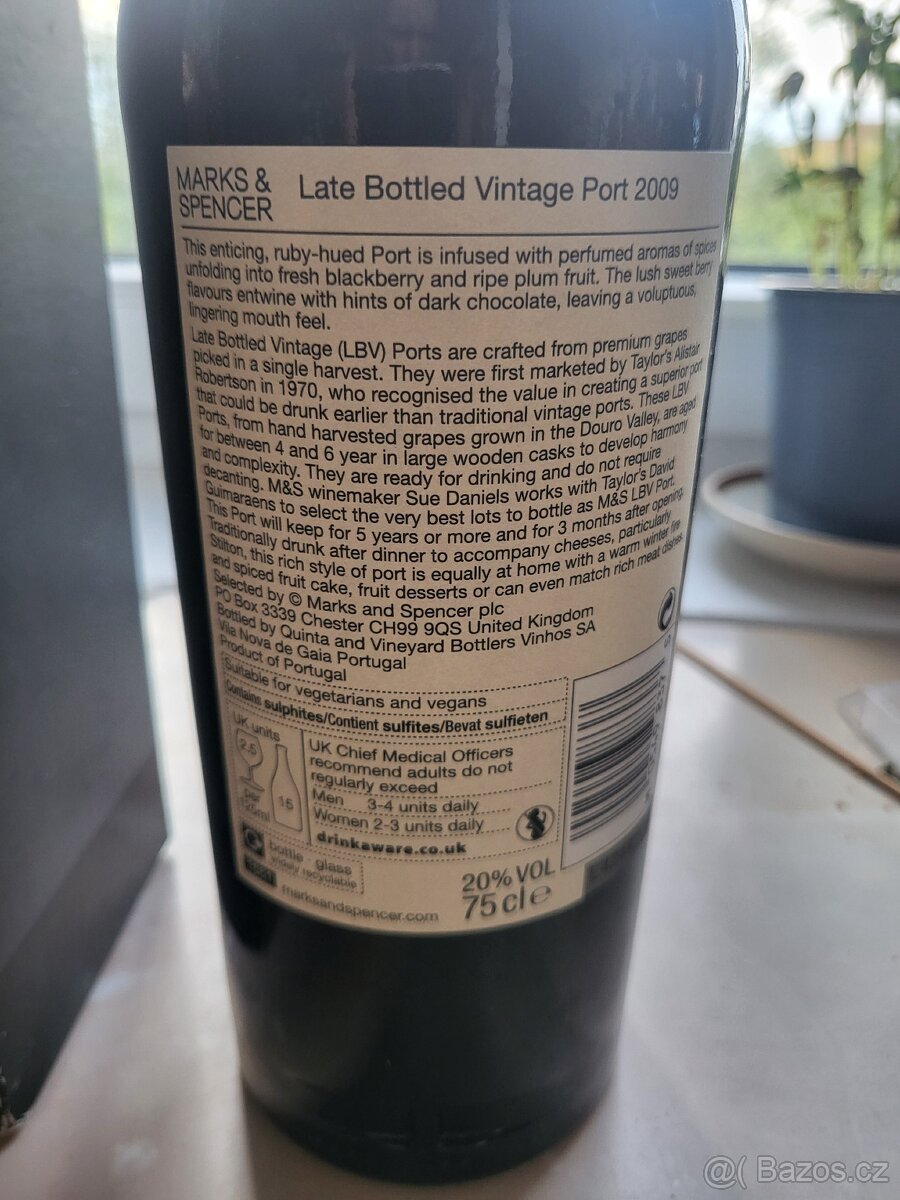 MARKS &
SPENCER
Late Bottled Vintage Port 2009
This enticing, ruby-hued Port is infused with perfumed aromas of spices
unfolding into fresh blackberry and ripe plum fruit. The lush sweet berry
flavours entwine with hints of dark chocolate, leaving a voluptuous,
lingering mouth feel.
Late Bottled Vintage (LBV) Ports are crafted from premium grapes
picked in a single harvest. They were first marketed by Taylor's Alistair
Robertson in 1970, who recognised the value in creating a superior port
that could be drunk earlier than traditional vintage ports. These LBV
Ports, from hand harvested grapes grown in the Douro Valley, are aged
for between 4 and 6 year in large wooden casks to develop harmony
and complexity. They are ready for drinking and do not require
decanting. M&S winemaker Sue Daniels works with Taylor's David
Guimaraens to select the very best lots to bottle as M&S LBV Port.
This Port will keep for 5 years or more and for 3 months after opening.
Traditionally drunk after dinner to accompany cheeses, particularly
Stilton, this rich style of port is equally at home with a warm winter fire
and spiced fruit cake, fruit desserts or can even match rich meat dishes.
Selected by © Marks and Spencer plc
PO Box 3339 Chester CH99 9QS United Kingdom
Bottled by Quinta and Vineyard Bottlers Vinhos SA
Vila Nova de Gaia Portugal
Product of Portugal
Suitable for vegetarians and vegans
Contains sulphites/Contient sulfites/Bevat sulfieten
UK units
2.5
per
125ml
15
UK Chief Medical Officers
recommend adults do not
regularly exceed
Men 3-4 units daily
Women 2-3 units daily
drinkaware.co.uk
bottle - glass
widely recyclable
marksandspencer.com
20% VOL
75cl e
@( Bazos.cz